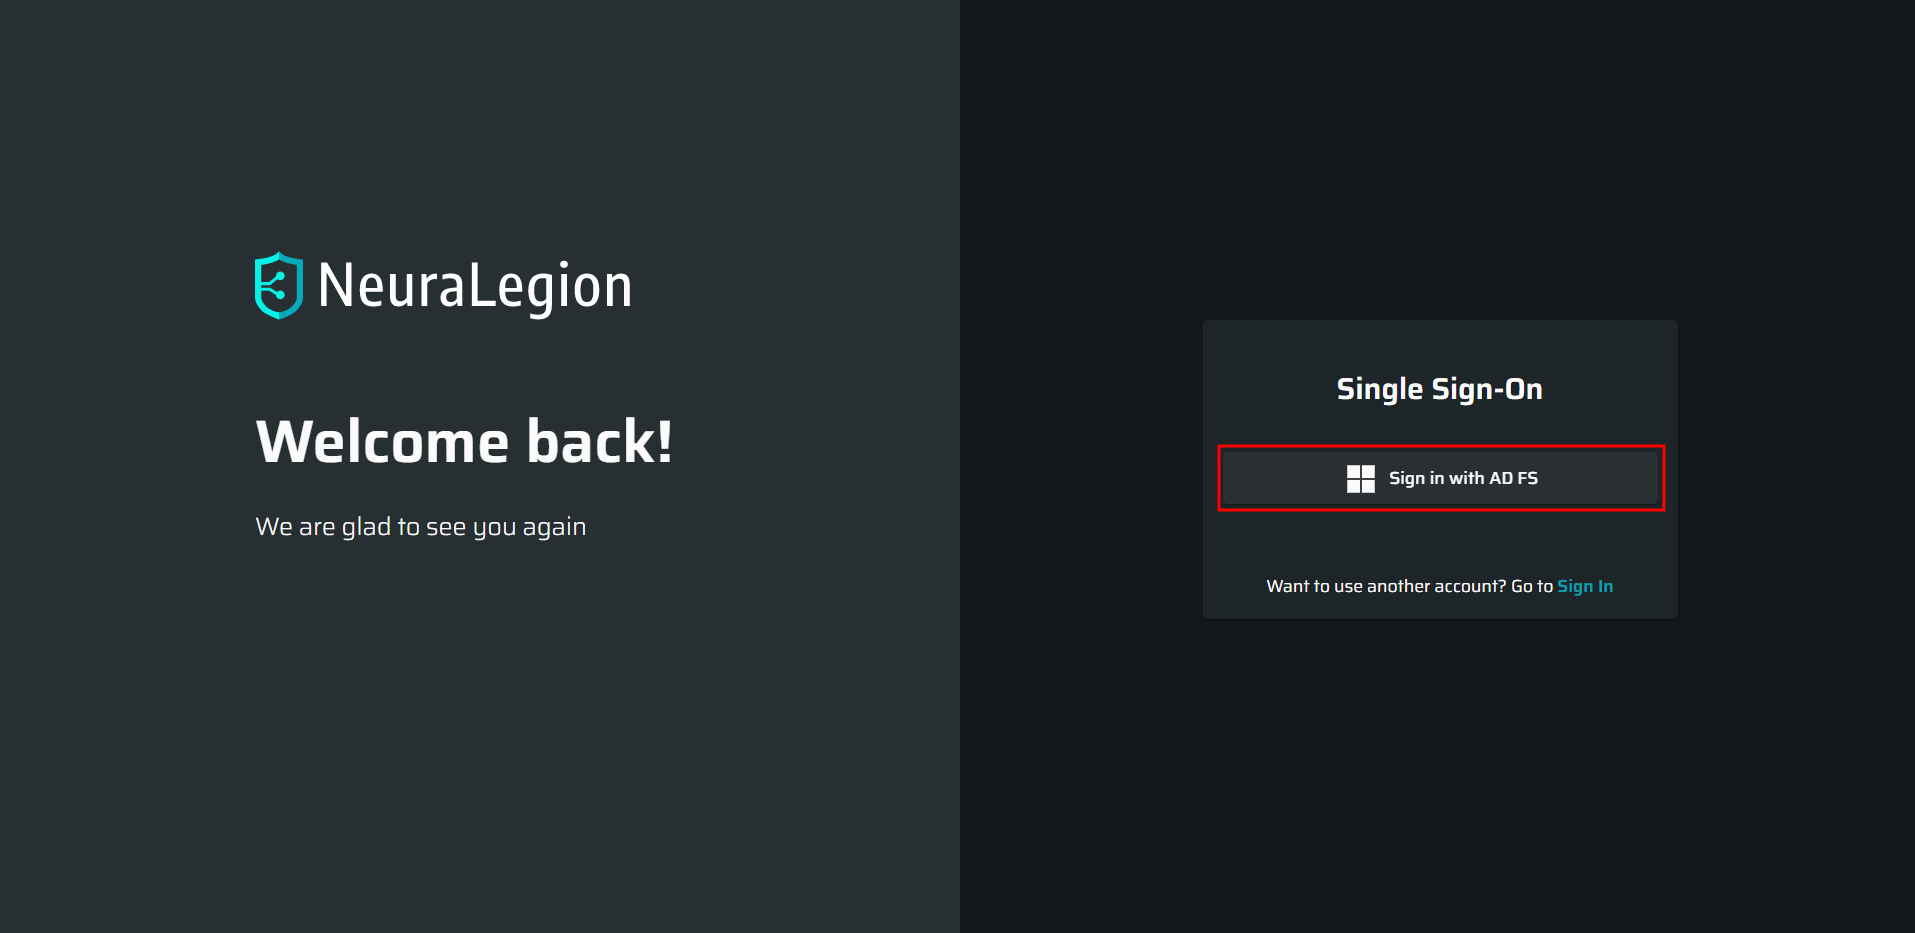 NeuraLegion
Welcome back!
We are glad to see you again
Single Sign-On
Sign in with AD FS
Want to use another account? Go to Sign In